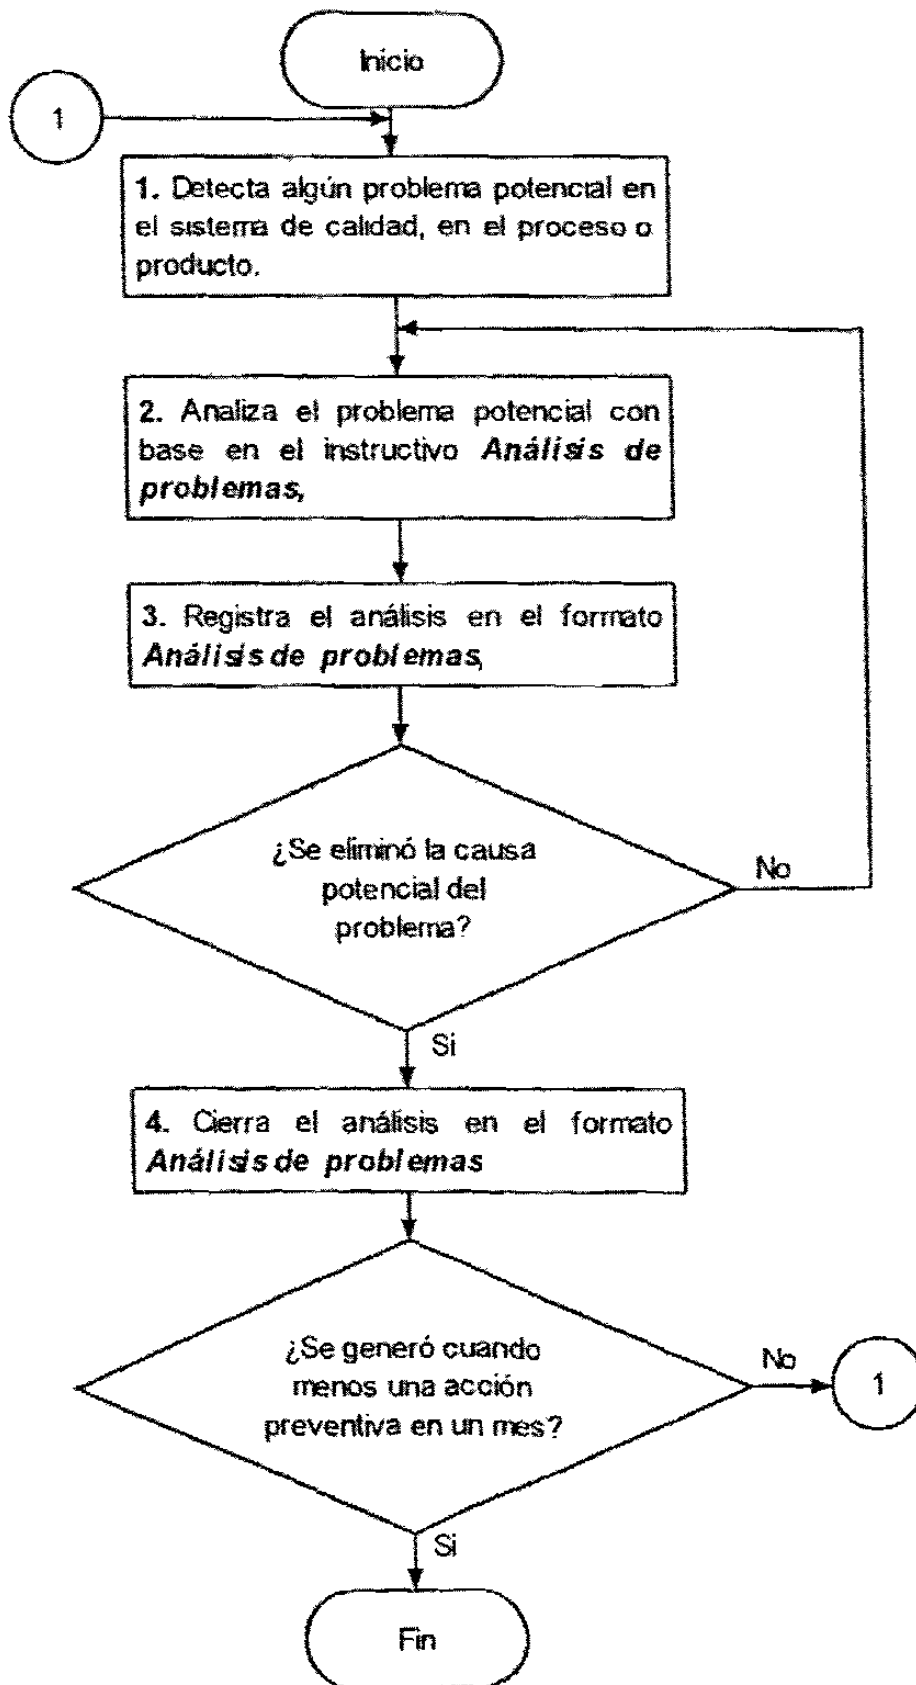 Inicio
1
1. Detecta algún problema potencial en
el sistema de calidad, en el proceso o
producto.
2. Analiza el problema potencial con
base en el instructivo Análisis de
problemas,
3. Registra el análisis en el formato
Análisis de problemas,
¿Se eliminó la causa
potencial del
problema?
No
Si
4. Cierra el análisis en el formato
Análisis de problemas
¿Se generó cuando
menos una acción
preventiva en un mes?
No
1
Si
Fin